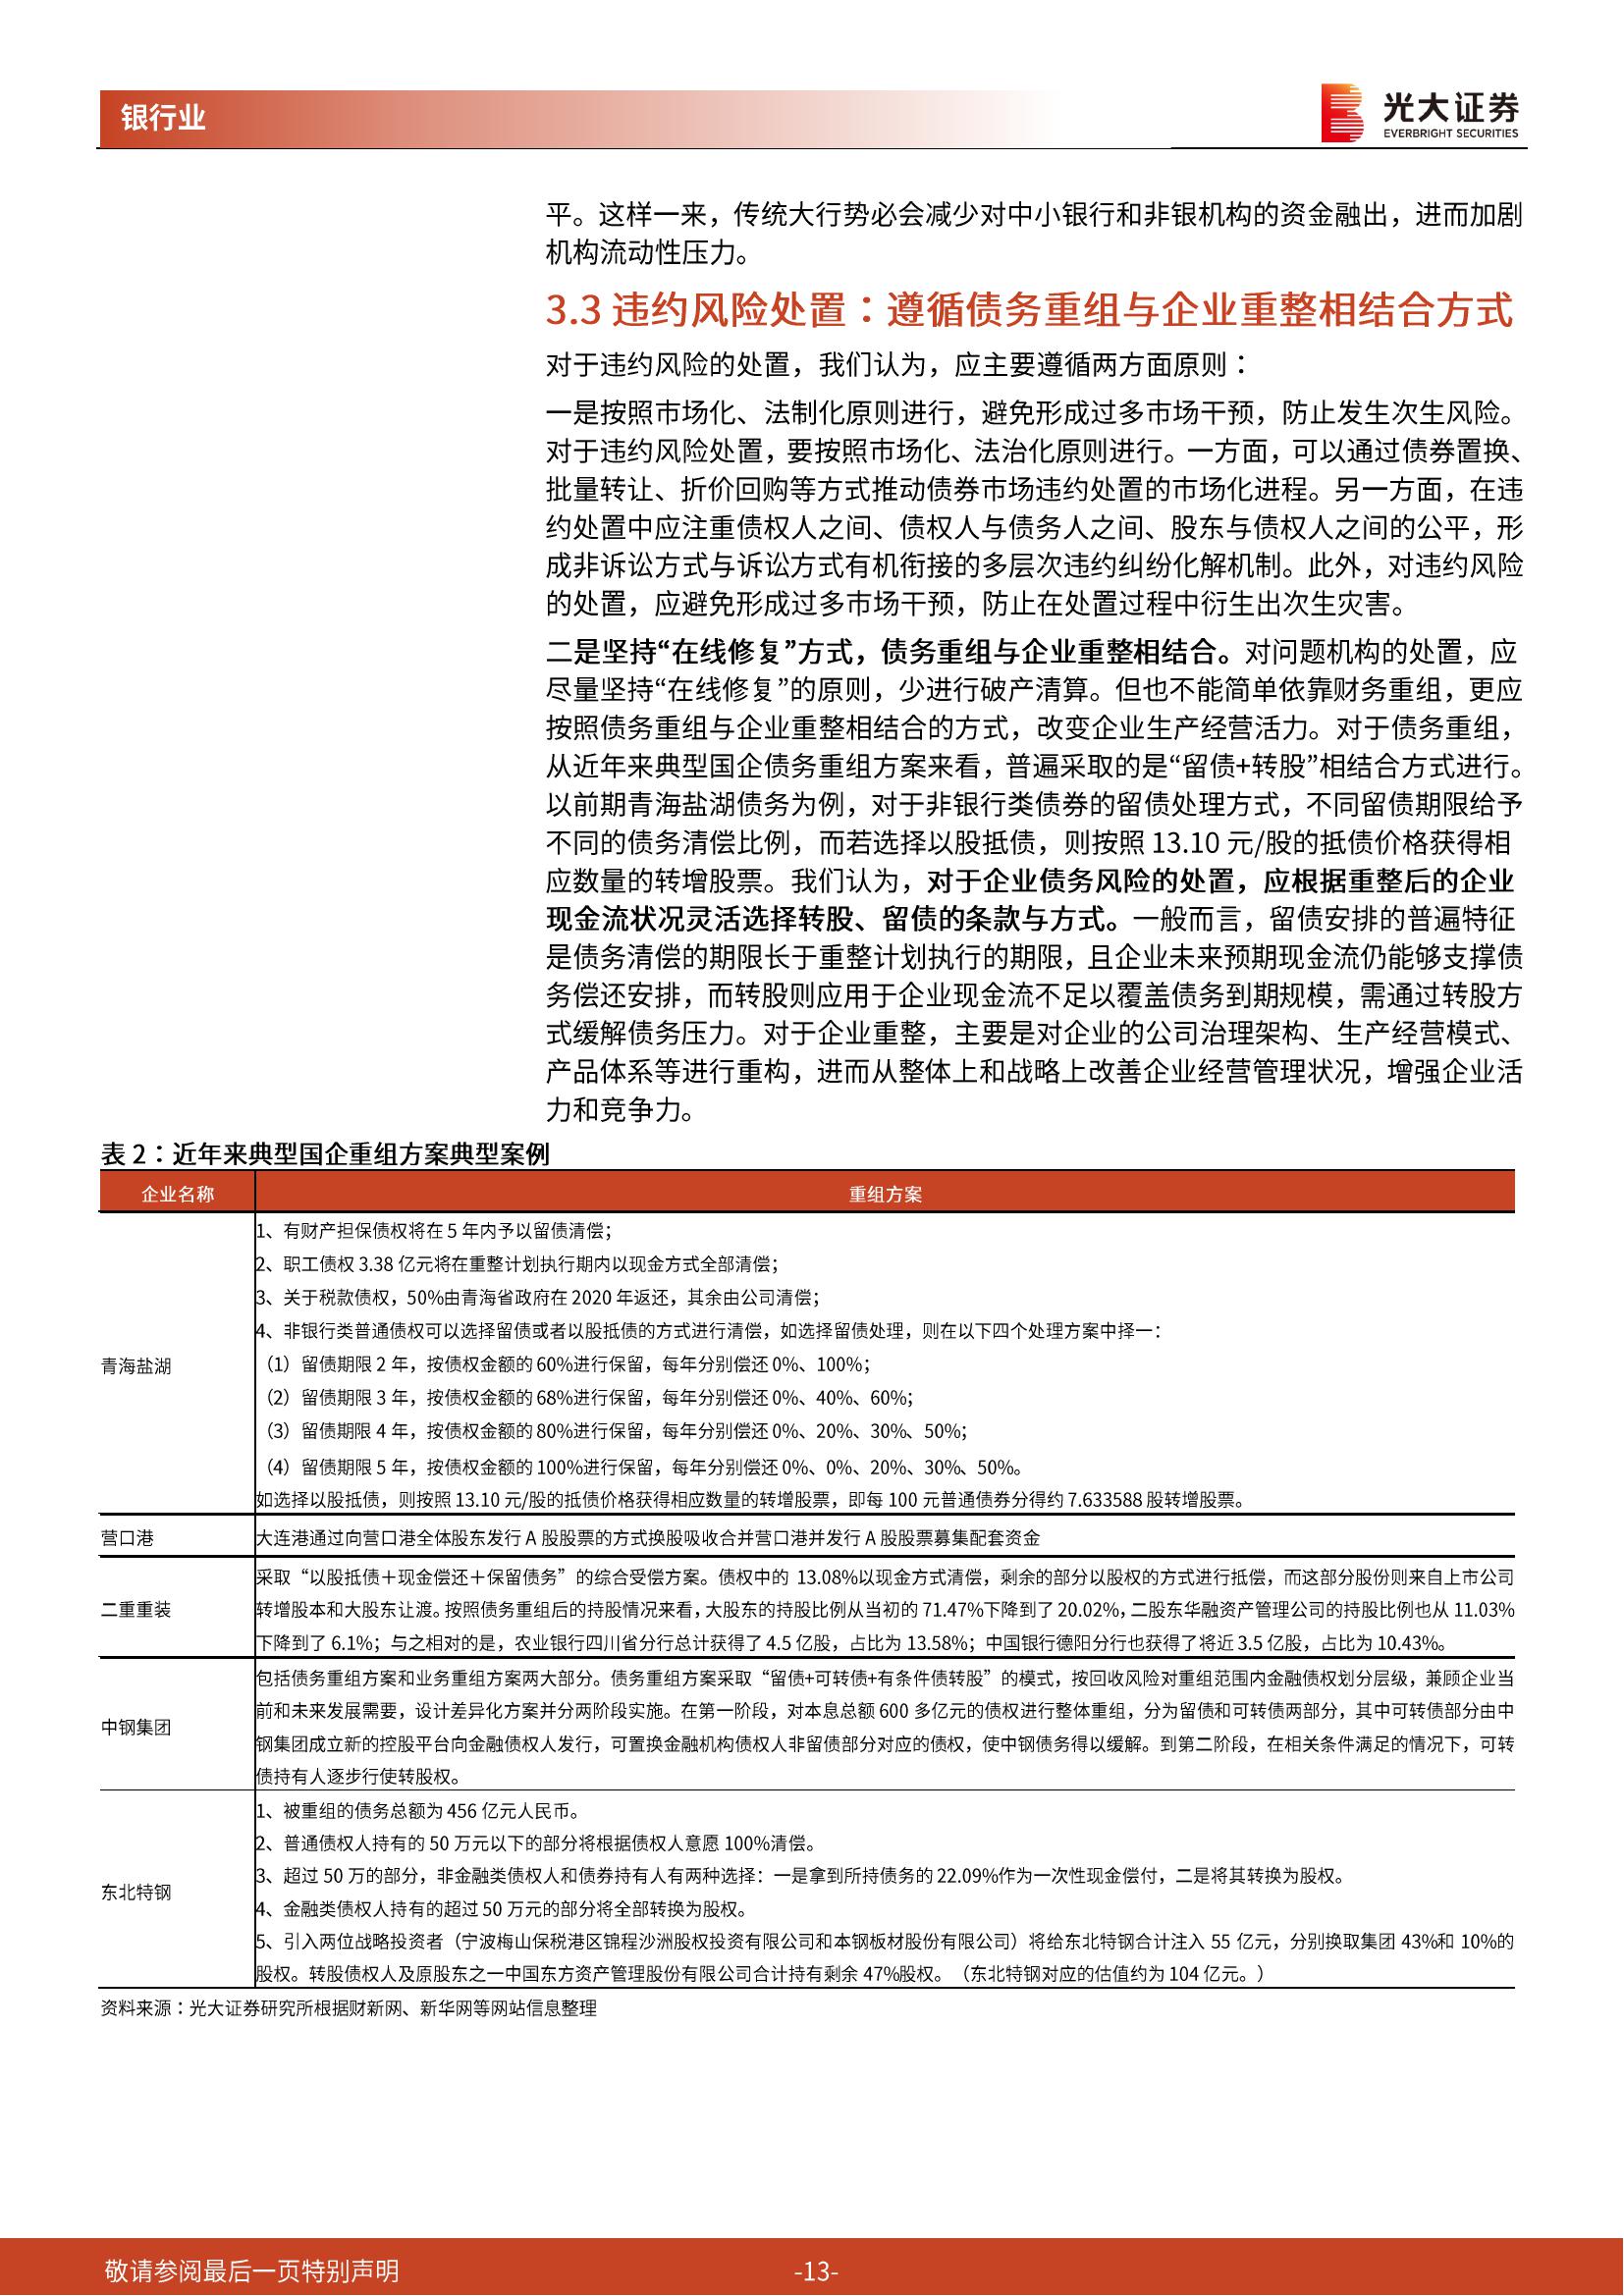 银行业
光大证券
EVERBRIGHT SECURITIES
平。这样一来，传统大行势必会减少对中小银行和非银机构的资金融出，进而加剧
机构流动性压力。
3.3 违约风险处置：遵循债务重组与企业重整相结合方式
对于违约风险的处置，我们认为，应主要遵循两方面原则：
一是按照市场化、法制化原则进行，避免形成过多市场干预，防止发生次生风险。
对于违约风险处置，要按照市场化、法治化原则进行。一方面，可以通过债券置换、
批量转让、折价回购等方式推动债券市场违约处置的市场化进程。另一方面，在违
约处置中应注重债权人之间、债权人与债务人之间、股东与债权人之间的公平，形
成非诉讼方式与诉讼方式有机衔接的多层次违约纠纷化解机制。此外，对违约风险
的处置，应避免形成过多市场干预，防止在处置过程中衍生出次生灾害。
二是坚持“在线修复”方式，债务重组与企业重整相结合。对问题机构的处置，应
尽量坚持“在线修复”的原则，少进行破产清算。但也不能简单依靠财务重组，更应
按照债务重组与企业重整相结合的方式，改变企业生产经营活力。对于债务重组，
从近年来典型国企债务重组方案来看，普遍采取的是“留债+转股”相结合方式进行。
以前期青海盐湖债务为例，对于非银行类债券的留债处理方式，不同留债期限给予
不同的债务清偿比例，而若选择以股抵债，则按照 13.10 元/股的抵债价格获得相
应数量的转增股票。我们认为，对于企业债务风险的处置，应根据重整后的企业
现金流状况灵活选择转股、留债的条款与方式。一般而言，留债安排的普遍特征
是债务清偿的期限长于重整计划执行的期限，且企业未来预期现金流仍能够支撑债
务偿还安排，而转股则应用于企业现金流不足以覆盖债务到期规模，需通过转股方
式缓解债务压力。对于企业重整，主要是对企业的公司治理架构、生产经营模式、
产品体系等进行重构，进而从整体上和战略上改善企业经营管理状况，增强企业活
力和竞争力。
表 2：近年来典型国企重组方案典型案例
企业名称 重组方案
青海盐湖
1、有财产担保债权将在 5 年内予以留债清偿；
2、职工债权 3.38 亿元将在重整计划执行期内以现金方式全部清偿；
3、关于税款债权，50%由青海省政府在 2020 年返还，其余由公司清偿；
4、非银行类普通债权可以选择留债或者以股抵债的方式进行清偿，如选择留债处理，则在以下四个处理方案中择一：
（1）留债期限 2 年，按债权金额的 60%进行保留，每年分别偿还 0%、100%；
（2）留债期限 3 年，按债权金额的 68%进行保留，每年分别偿还 0%、40%、60%；
（3）留债期限 4 年，按债权金额的 80%进行保留，每年分别偿还 0%、20%、30%、50%；
（4）留债期限 5 年，按债权金额的 100%进行保留，每年分别偿还 0%、0%、20%、30%、50%。
如选择以股抵债，则按照 13.10 元/股的抵债价格获得相应数量的转增股票，即每 100 元普通债券分得约 7.633588 股转增股票。
营口港 大连港通过向营口港全体股东发行 A 股股票的方式换股吸收合并营口港并发行 A 股股票募集配套资金
二重重装
采取“以股抵债＋现金偿还＋保留债务”的综合受偿方案。债权中的 13.08%以现金方式清偿，剩余的部分以股权的方式进行抵偿，而这部分股份则来自上市公司
转增股本和大股东让渡。按照债务重组后的持股情况来看，大股东的持股比例从当初的 71.47%下降到了 20.02%，二股东华融资产管理公司的持股比例也从 11.03%
下降到了 6.1%；与之相对的是，农业银行四川省分行总计获得了 4.5 亿股，占比为 13.58%；中国银行德阳分行也获得了将近 3.5 亿股，占比为 10.43%。
中钢集团
包括债务重组方案和业务重组方案两大部分。债务重组方案采取“留债+可转债+有条件债转股”的模式，按回收风险对重组范围内金融债权划分层级，兼顾企业当
前和未来发展需要，设计差异化方案并分两阶段实施。在第一阶段，对本息总额 600 多亿元的债权进行整体重组，分为留债和可转债两部分，其中可转债部分由中
钢集团成立新的控股平台向金融债权人发行，可置换金融机构债权人非留债部分对应的债权，使中钢债务得以缓解。到第二阶段，在相关条件满足的情况下，可转
债持有人逐步行使转股权。
东北特钢
1、被重组的债务总额为 456 亿元人民币。
2、普通债权人持有的 50 万元以下的部分将根据债权人意愿 100%清偿。
3、超过 50 万的部分，非金融类债权人和债券持有人有两种选择：一是拿到所持债务的 22.09%作为一次性现金偿付，二是将其转换为股权。
4、金融类债权人持有的超过 50 万元的部分将全部转换为股权。
5、引入两位战略投资者（宁波梅山保税港区锦程沙洲股权投资有限公司和本钢板材股份有限公司）将给东北特钢合计注入 55 亿元，分别换取集团 43%和 10%的
股权。转股债权人及原股东之一中国东方资产管理股份有限公司合计持有剩余 47%股权。（东北特钢对应的估值约为 104 亿元。）
资料来源：光大证券研究所根据财新网、新华网等网站信息整理
敬请参阅最后一页特别声明
-13-